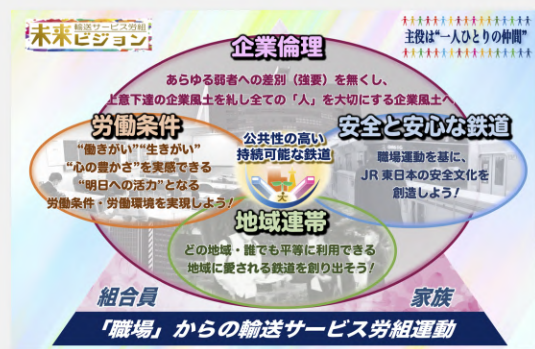 輸送サービス労組
未来ビジョン
主役は“一人ひとりの仲間”
企業倫理
あらゆる弱者への差別（強要）を無くし、
上意下達の企業風土を糺し全ての「人」を大切にする企業風土へ
労働条件
“働きがい”“生きがい”
“心の豊かさ”を実感できる
“明日への活力”となる
労働条件・労働環境を実現しよう！
公共性の高い
持続可能な鉄道
安全と安心な鉄道
職場運動を基に、
JR東日本の安全文化を
創造しよう！
地域連帯
どの地域・誰でも平等に利用できる
地域に愛される鉄道を創り出そう！
組合員
家族
「職場」からの輸送サービス労組運動